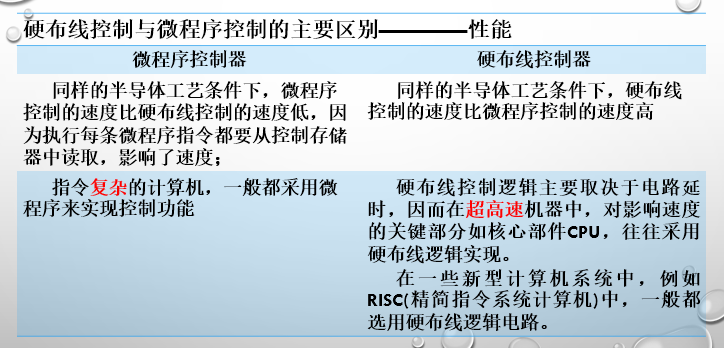 硬布线控制与微程序控制的主要区别————性能
微程序控制器
硬布线控制器
同样的半导体工艺条件下，微程序
控制的速度比硬布线控制的速度低，因
为执行每条微程序指令都要从控制存储
器中读取，影响了速度；
同样的半导体工艺条件下，硬布线
控制的速度比微程序控制的速度高
指令复杂的计算机，一般都采用微
程序来实现控制功能
硬布线控制逻辑主要取决于电路延
时，因而在超高速机器中，对影响速度
的关键部分如核心部件CPU，往往采用
硬布线逻辑实现。
在一些新型计算机系统中，例如
RISC(精简指令系统计算机)中，一般都
选用硬布线逻辑电路。